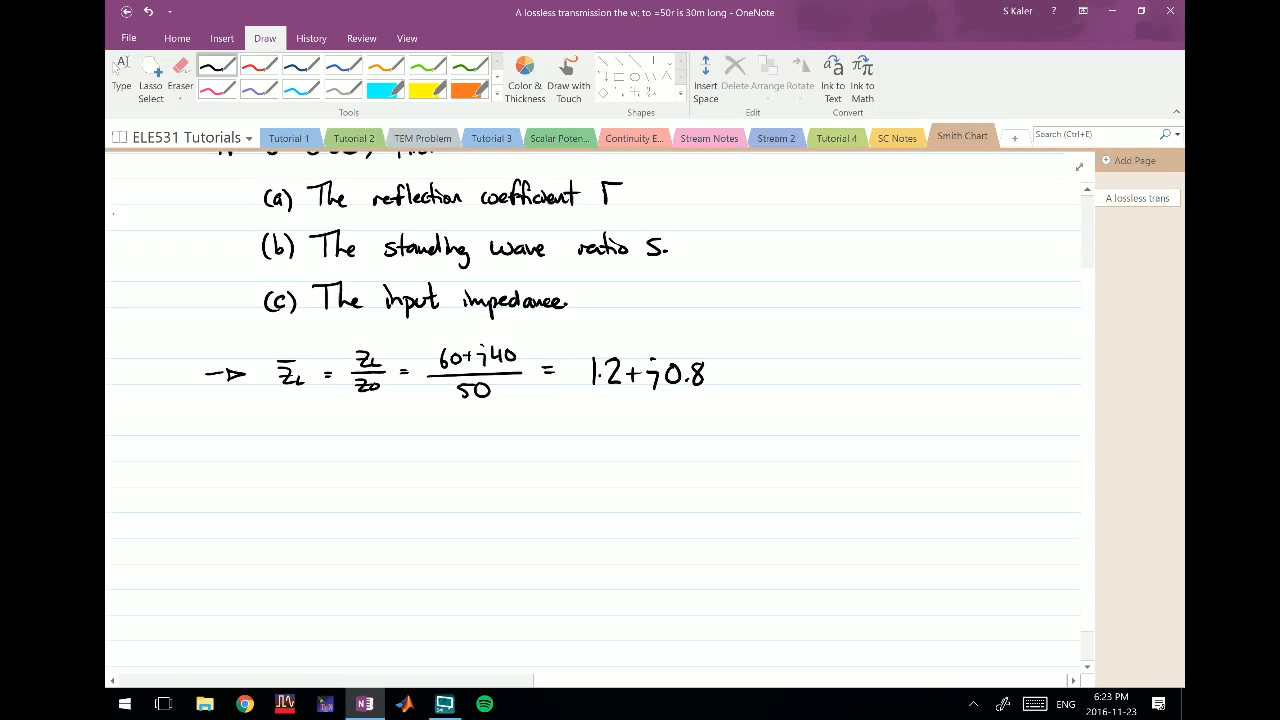 A lossless transmission the w; to =50r is 30m long - OneNote
S Kaler
?
File Home Insert Draw History Review View
Type
Lasso Select
Eraser
Color & Thickness
Draw with Touch
Insert Space
Delete
Arrange
Rotate
Ink to Text
Ink to Math
Tools
Shapes
Edit
Convert
ELE531 Tutorials
Tutorial 1
Tutorial 2
TEM Problem
Tutorial 3
Scalar Poten...
Continuity E...
Stream Notes
Stream 2
Tutorial 4
SC Notes
Smith Chart
Search (Ctrl+E)
Add Page
A lossless trans
(a) The reflection coefficient Γ
(b) The standing wave ratio S.
(c) The input impedance.
z̄L = ZL/Z0 = 60+j40/50 = 1.2+j0.8
ENG
6:23 PM
2016-11-23